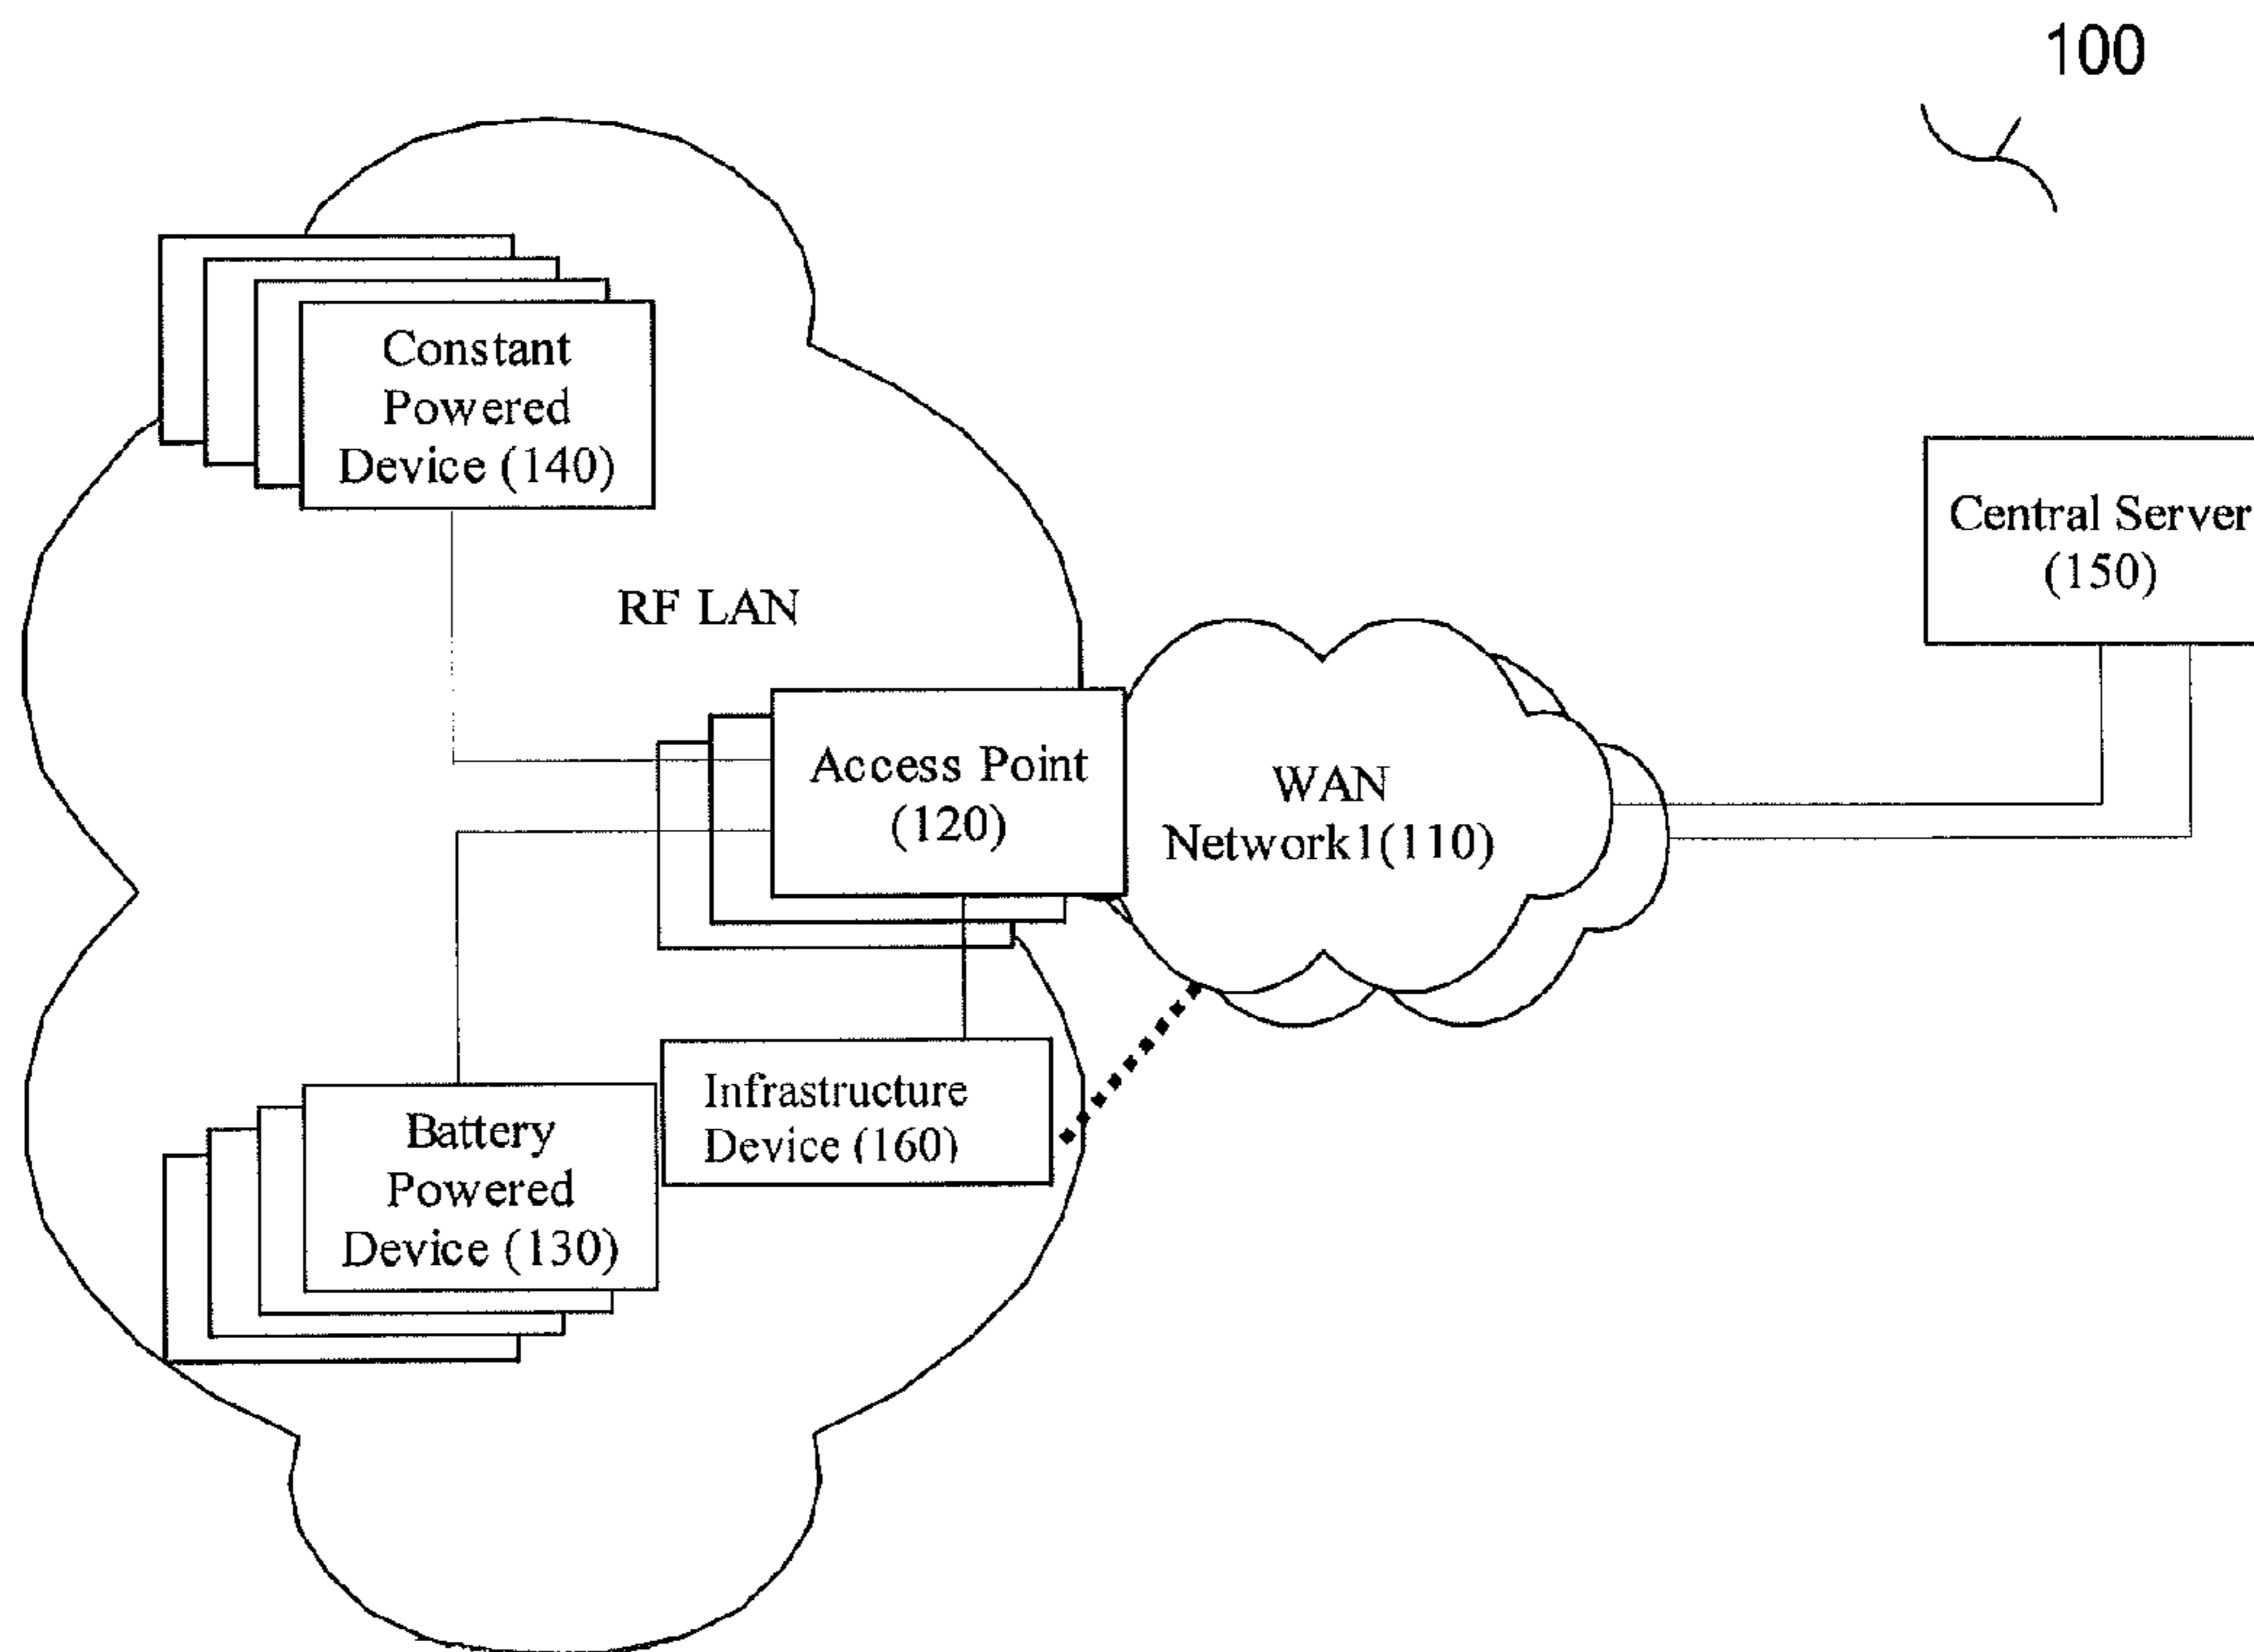 100
Constant
Powered
Device (140)
RF LAN
Central Server
(150)
Access Point
(120)
WAN
Network1(110)
Infrastructure
Device (160)
Battery
Powered
Device (130)